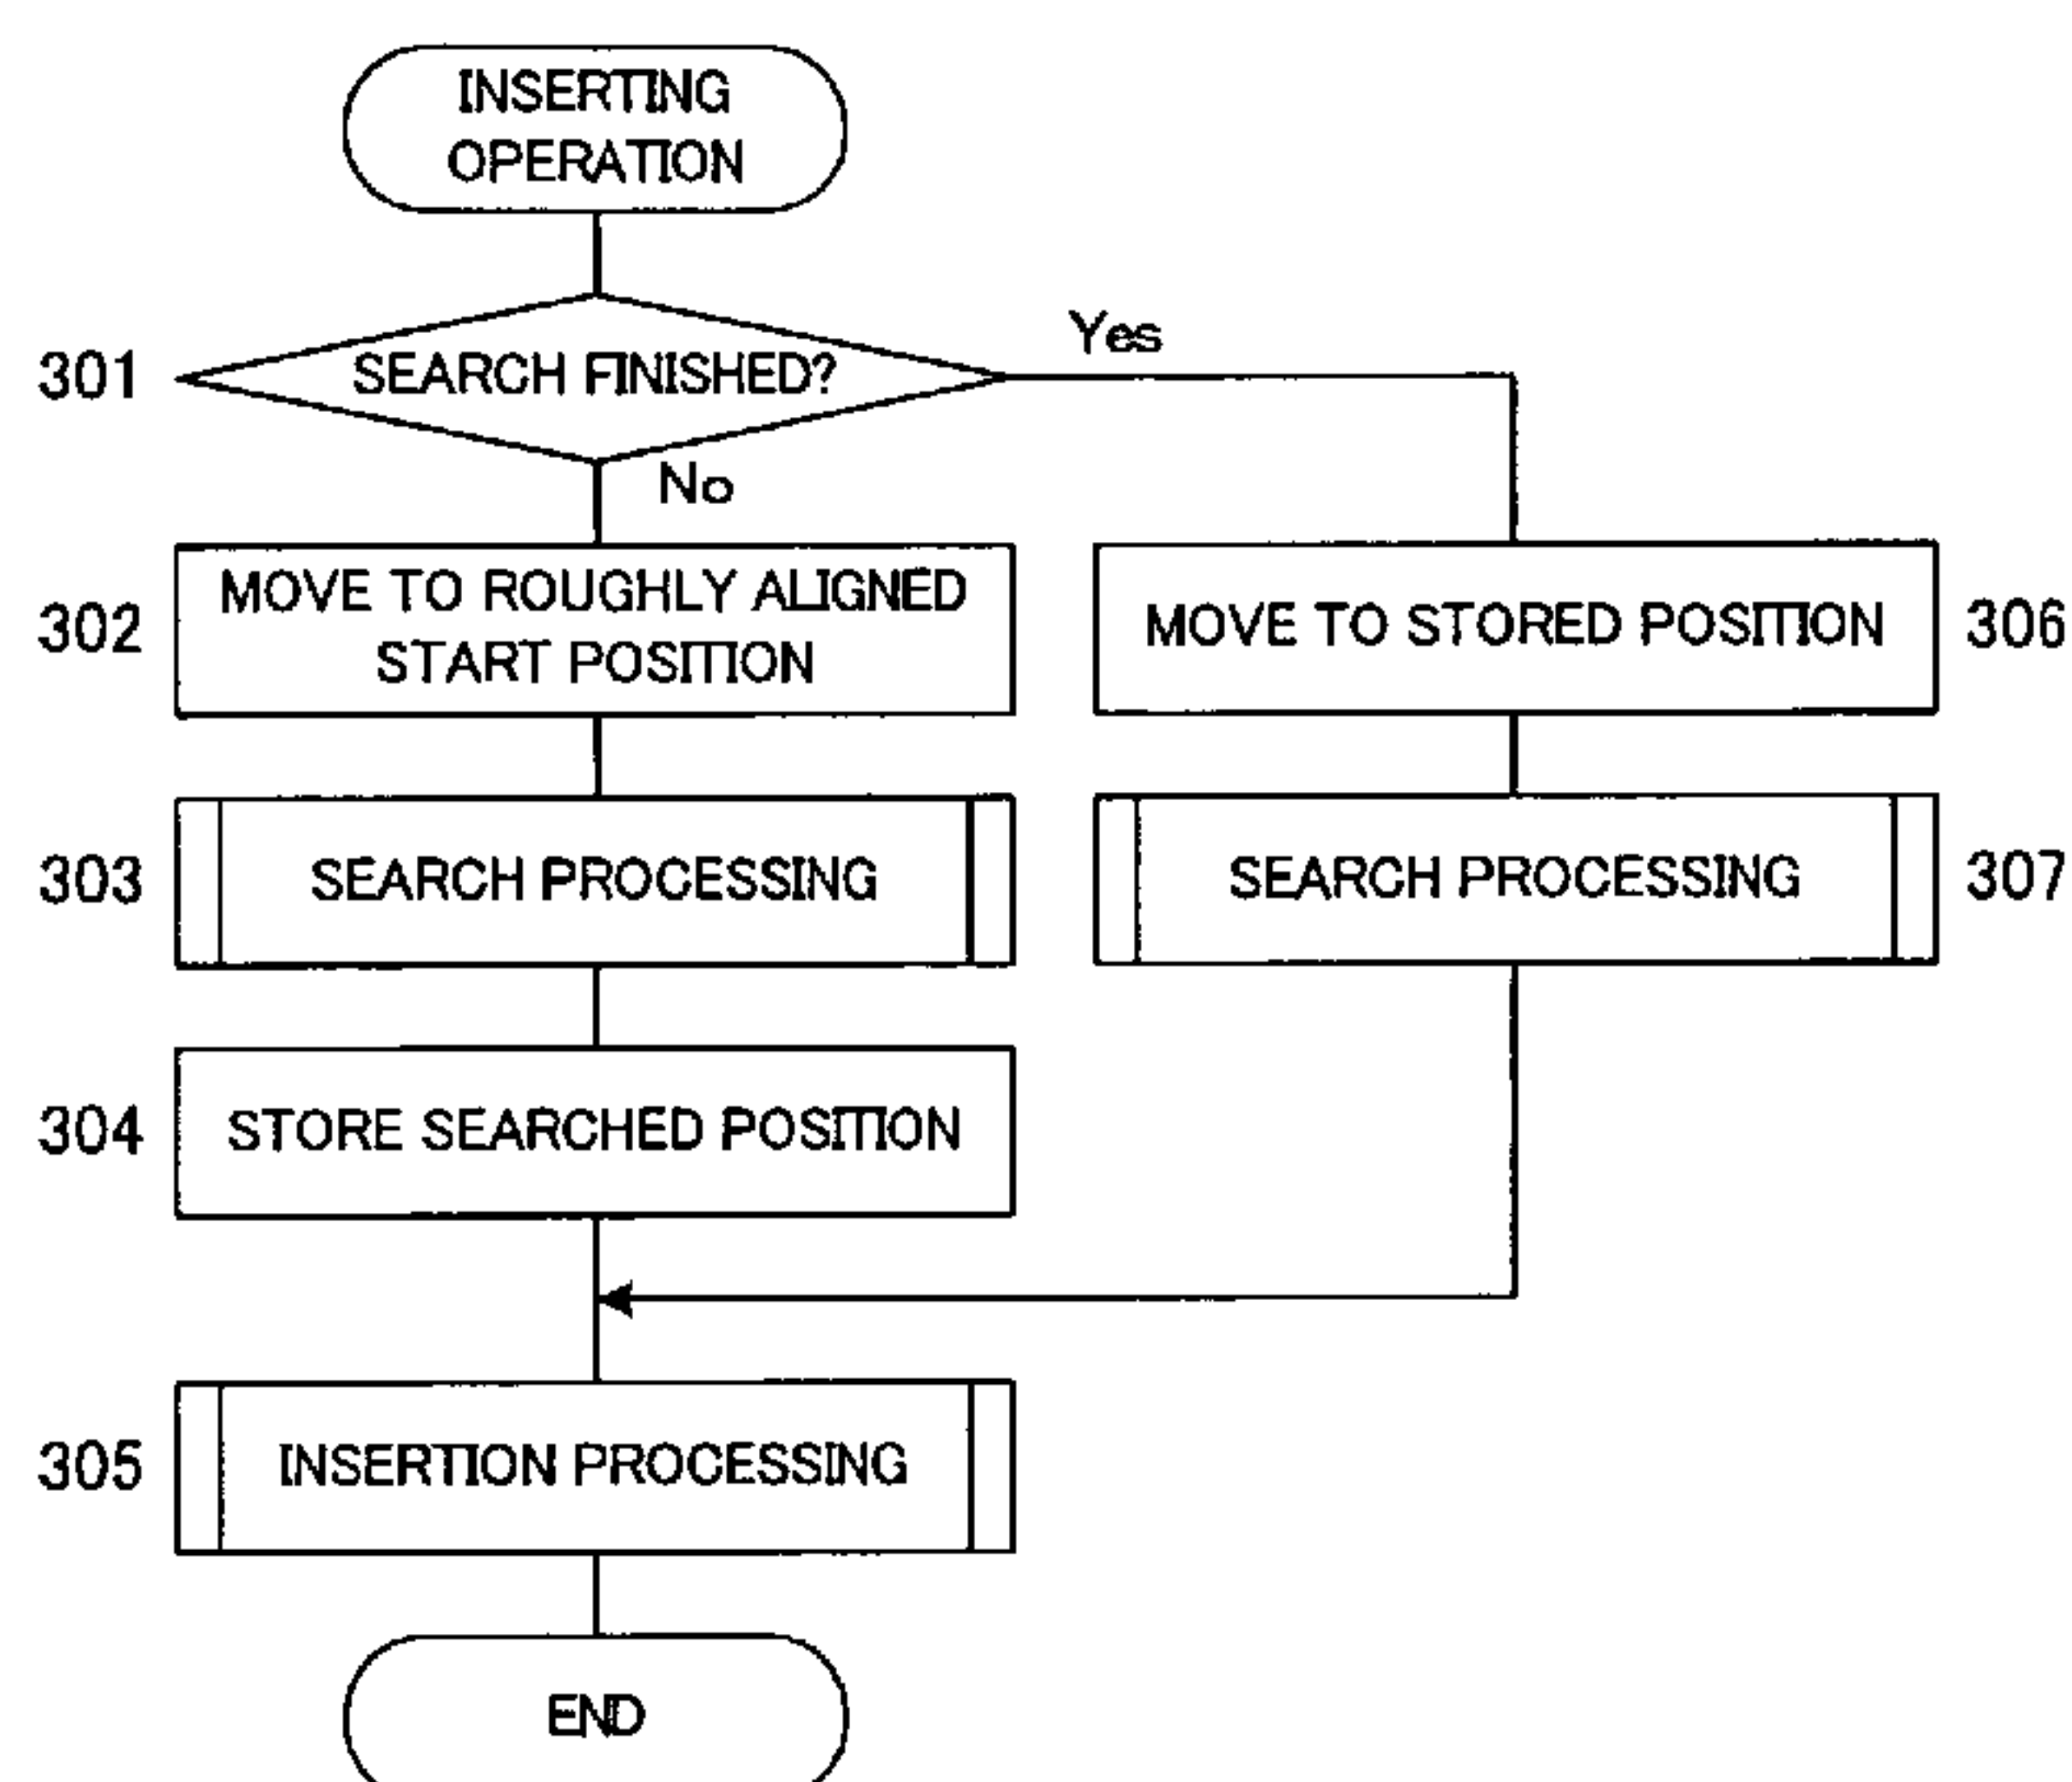 INSERTING
OPERATION
301
SEARCH FINISHED?
Yes
No
302
MOVE TO ROUGHLY ALIGNED
START POSITION
MOVE TO STORED POSITION
306
303
SEARCH PROCESSING
SEARCH PROCESSING
307
304
STORE SEARCHED POSITION
305
INSERTION PROCESSING
END